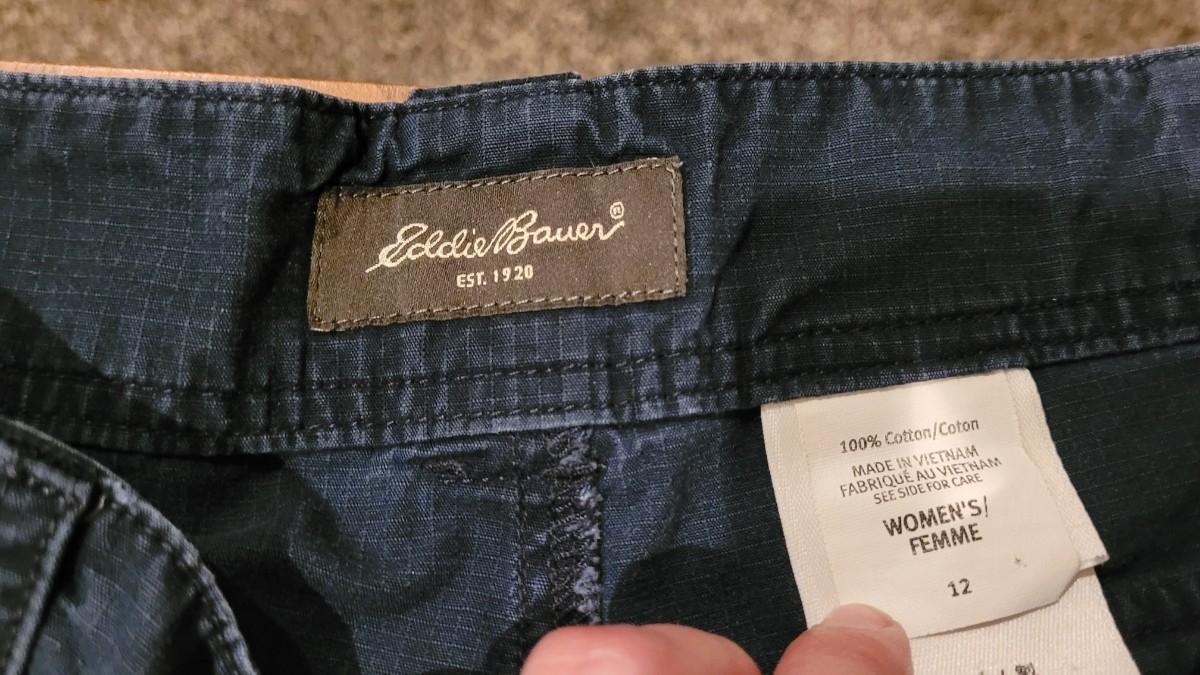 Eddie Bauer®
EST. 1920
100% Cotton/Coton
MADE IN VIETNAM
FABRIQUÉ AU VIETNAM
SEE SIDE FOR CARE
WOMEN'S/
FEMME
12